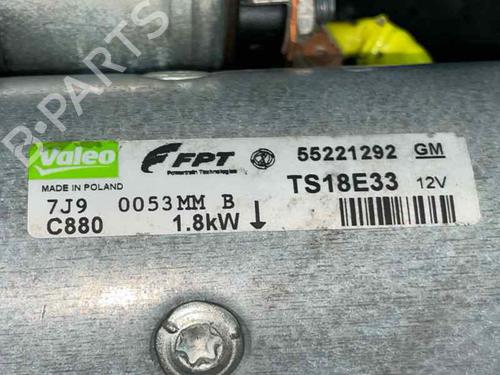 B-PARTS
Valeo
FPT
Powertrain Technologies
55221292 GM
MADE IN POLAND
TS18E33 12V
7J9 0053MM B
C880 1.8kW ↓